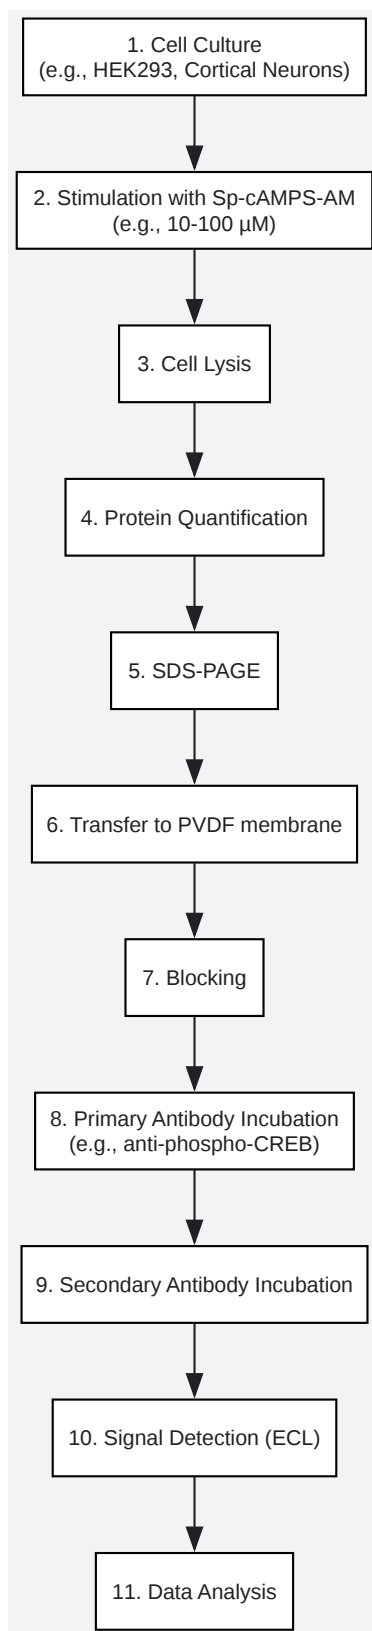 1. Cell Culture
(e.g., HEK293, Cortical Neurons)
2. Stimulation with Sp-cAMPS-AM
(e.g., 10-100 µM)
3. Cell Lysis
4. Protein Quantification
5. SDS-PAGE
6. Transfer to PVDF membrane
7. Blocking
8. Primary Antibody Incubation
(e.g., anti-phospho-CREB)
9. Secondary Antibody Incubation
10. Signal Detection (ECL)
11. Data Analysis